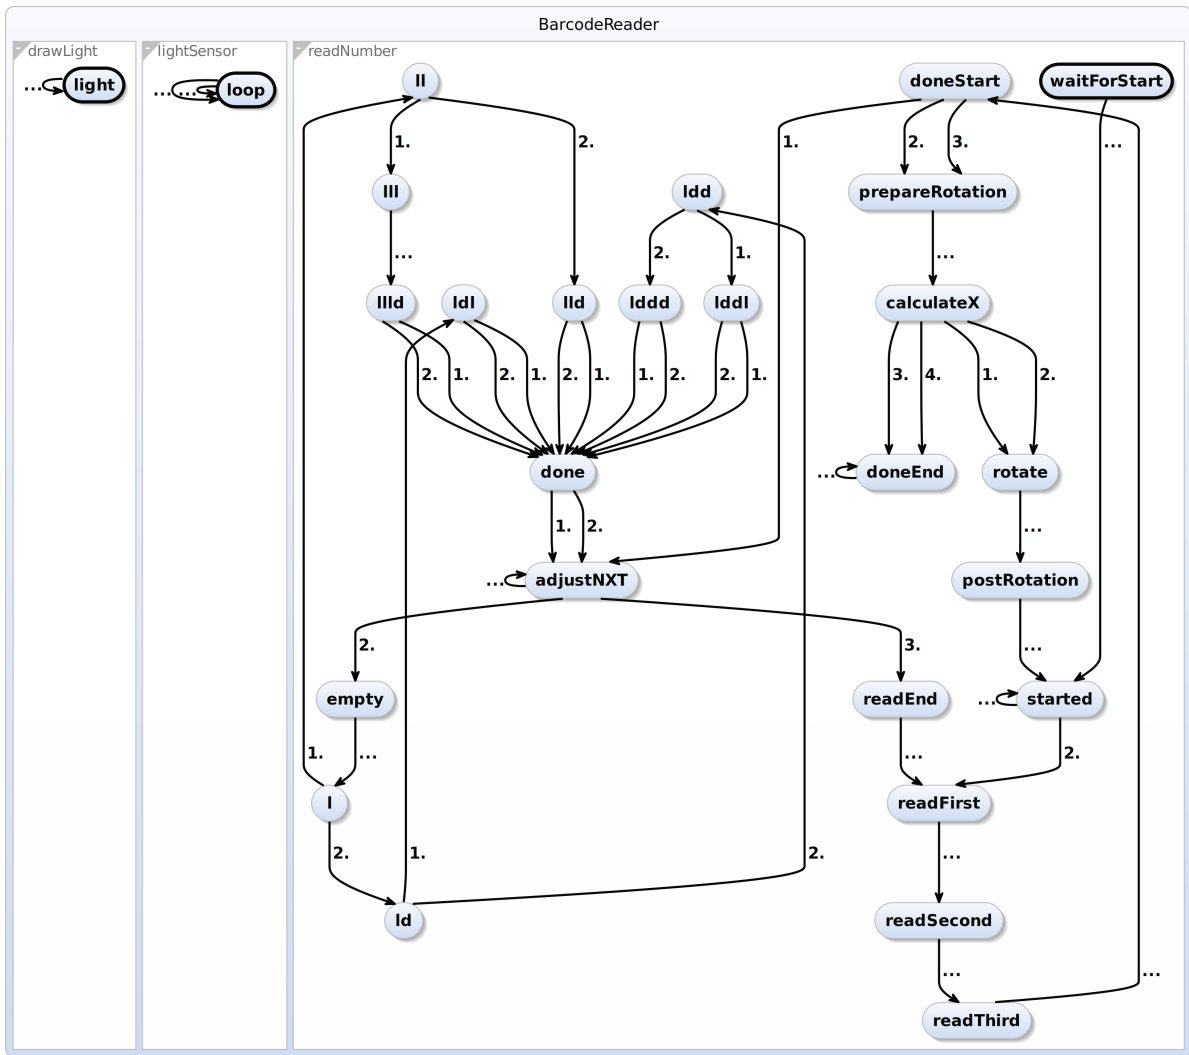 BarcodeReader
- drawLight
- lightSensor
- readNumber
... light
... ... loop
ll
doneStart
waitForStart
1.
2.
1.
2.
3.
...
lll
ldd
prepareRotation
...
2.
1.
...
llld
ldl
lld
lddd
lddl
calculateX
2.
1.
2.
1.
2.
1.
1.
2.
2.
1.
3.
4.
1.
2.
done
... doneEnd
rotate
1.
2.
...
... adjustNXT
postRotation
2.
3.
...
empty
readEnd
... started
1.
...
...
2.
l
readFirst
2.
1.
2.
...
ld
readSecond
...
...
readThird